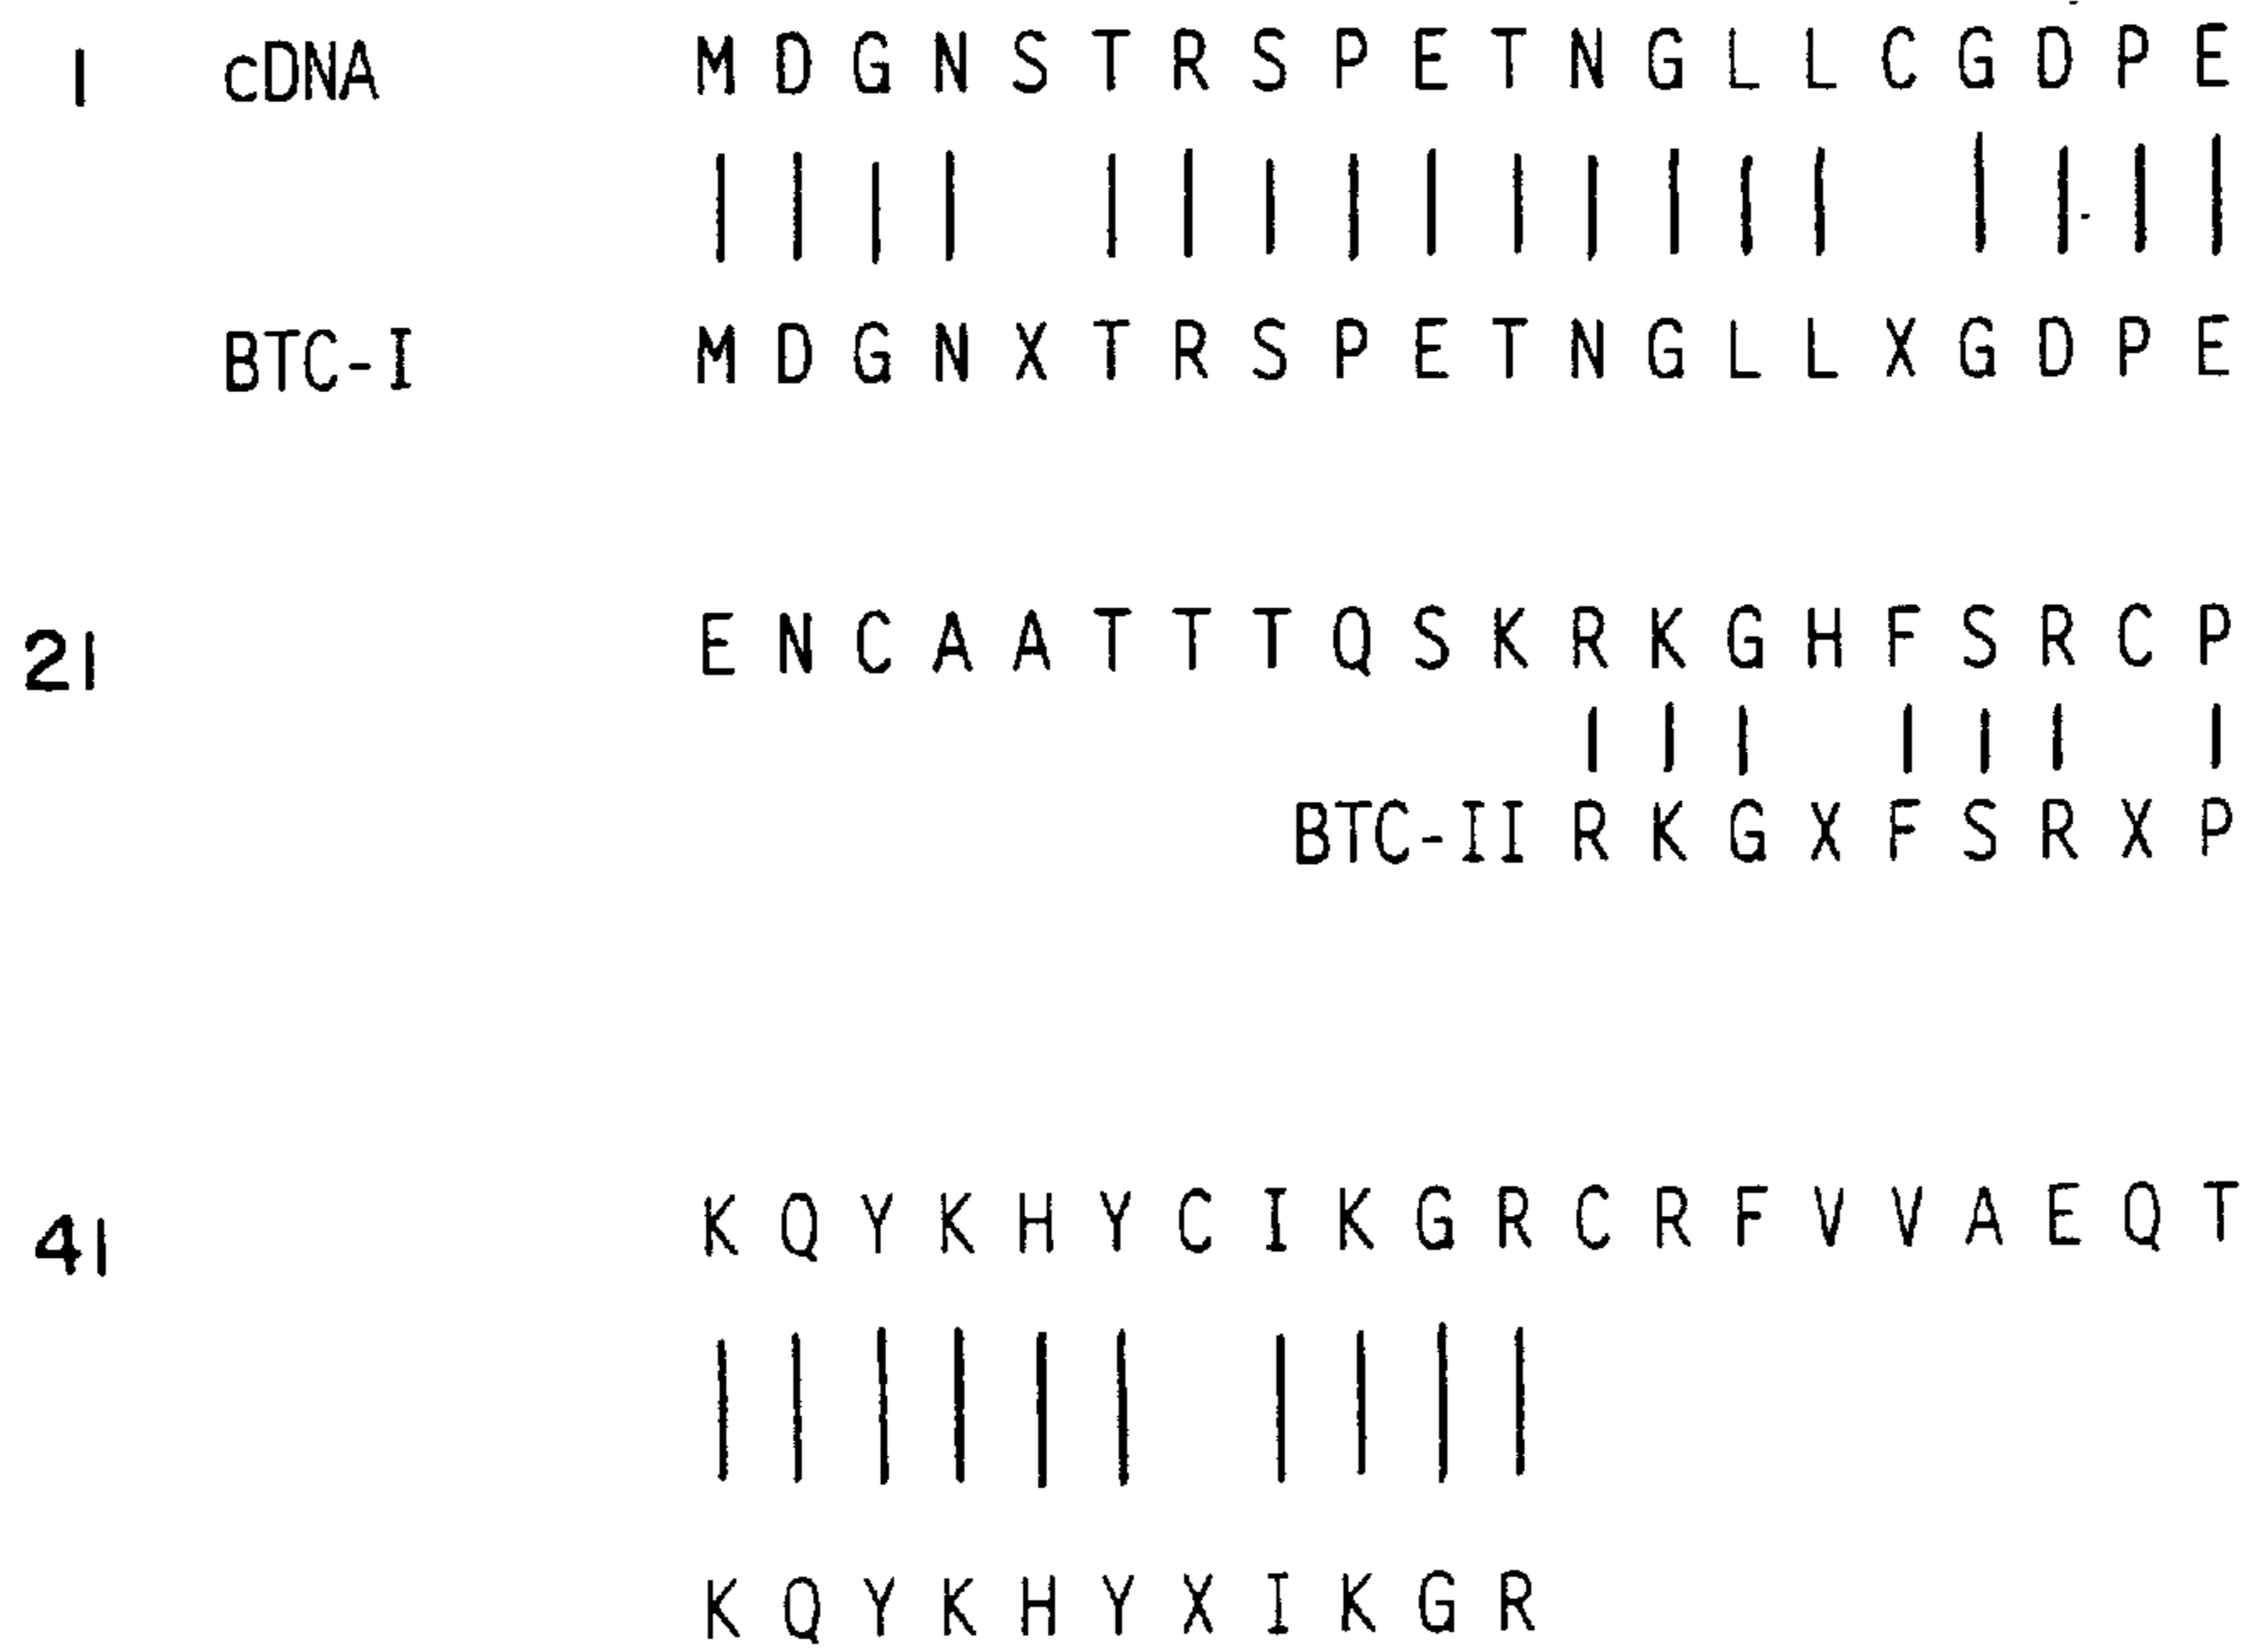 1 cDNA M D G N S T R S P E T N G L L C G D P E
BTC-I M D G N X T R S P E T N G L L X G D P E
21 E N C A A T T T Q S K R K G H F S R C P
BTC-II R K G X F S R X P
41 K Q Y K H Y C I K G R C R F V V A E Q T
K Q Y K H Y X I K G R